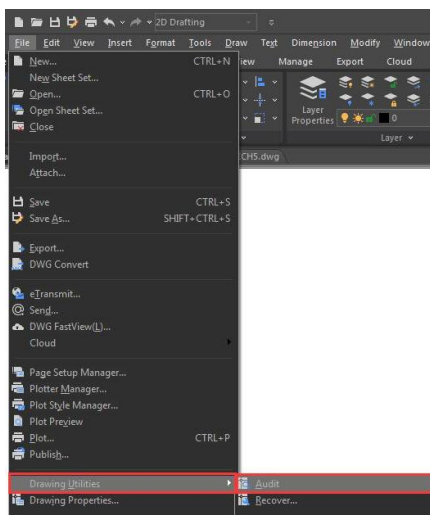 2D Drafting
File Edit View Insert Format Tools Draw Text Dimension Modify Window
New... CTRL+N
iew Manage Export Cloud
New Sheet Set...
Open... CTRL+O
Open Sheet Set...
Close
Layer Properties
0
Layer
Import...
CH5.dwg
Attach...
Save CTRL+S
Save As... SHIFT+CTRL+S
Export...
DWG Convert
eTransmit...
Send...
DWG FastView(L)...
Cloud
Page Setup Manager...
Plotter Manager...
Plot Style Manager...
Plot Preview
Plot... CTRL+P
Publish...
Drawing Utilities Audit
Drawing Properties... Recover...